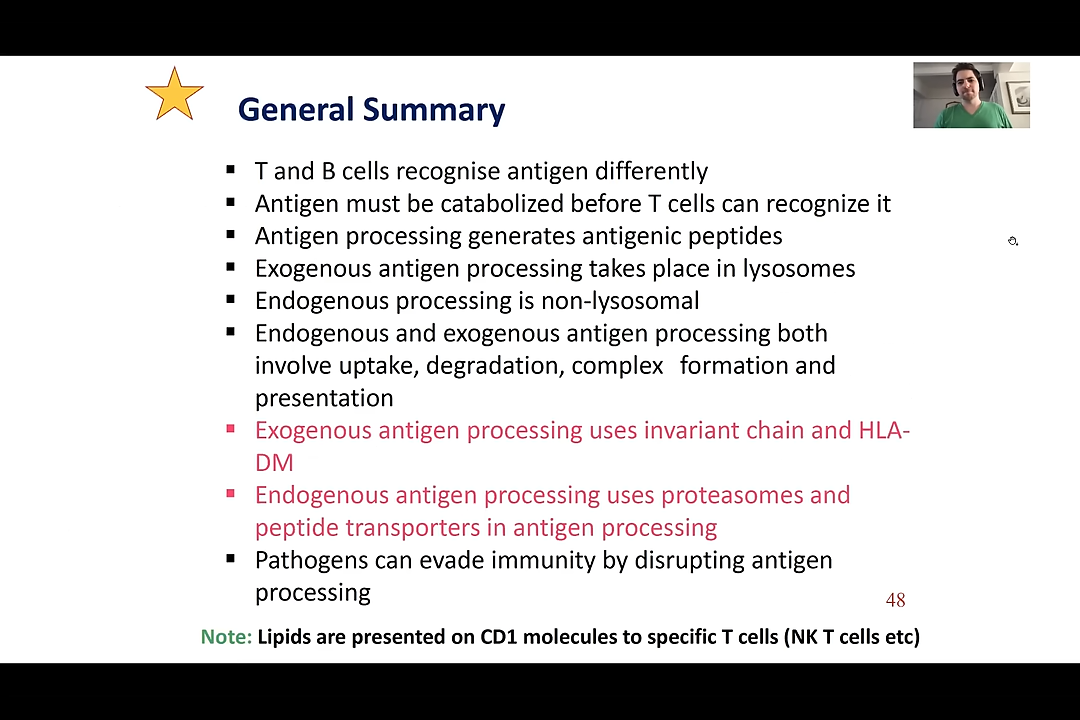 General Summary
▪ T and B cells recognise antigen differently
▪ Antigen must be catabolized before T cells can recognize it
▪ Antigen processing generates antigenic peptides
▪ Exogenous antigen processing takes place in lysosomes
▪ Endogenous processing is non-lysosomal
▪ Endogenous and exogenous antigen processing both
involve uptake, degradation, complex formation and
presentation
▪ Exogenous antigen processing uses invariant chain and HLA-
DM
▪ Endogenous antigen processing uses proteasomes and
peptide transporters in antigen processing
▪ Pathogens can evade immunity by disrupting antigen
processing
48
Note: Lipids are presented on CD1 molecules to specific T cells (NK T cells etc)